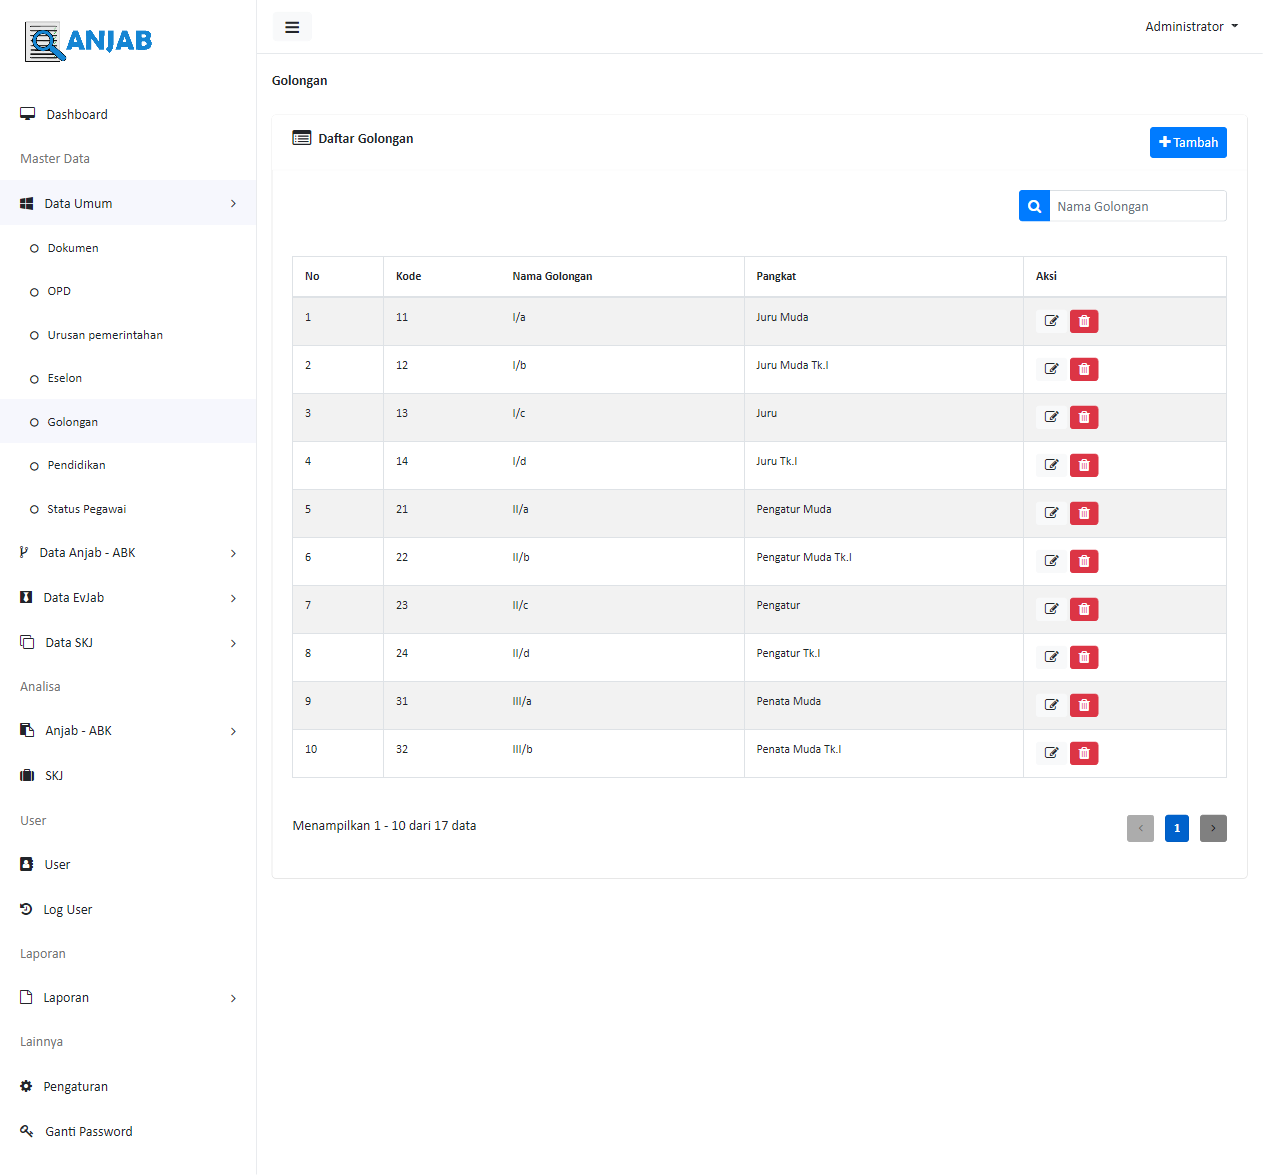 ANJAB
Administrator
Golongan
Dashboard
Master Data
Data Umum
Dokumen
OPD
Urusan pemerintahan
Eselon
Golongan
Pendidikan
Status Pegawai
Data Anjab - ABK
Data EvJab
Data SKJ
Analisa
Anjab - ABK
SKJ
User
User
Log User
Laporan
Laporan
Lainnya
Pengaturan
Ganti Password
Daftar Golongan
Tambah
Nama Golongan
No Kode Nama Golongan Pangkat Aksi
1 11 I/a Juru Muda
2 12 I/b Juru Muda Tk.I
3 13 I/c Juru
4 14 I/d Juru Tk.I
5 21 II/a Pengatur Muda
6 22 II/b Pengatur Muda Tk.I
7 23 II/c Pengatur
8 24 II/d Pengatur Tk.I
9 31 III/a Penata Muda
10 32 III/b Penata Muda Tk.I
Menampilkan 1 - 10 dari 17 data
‹ 1 ›